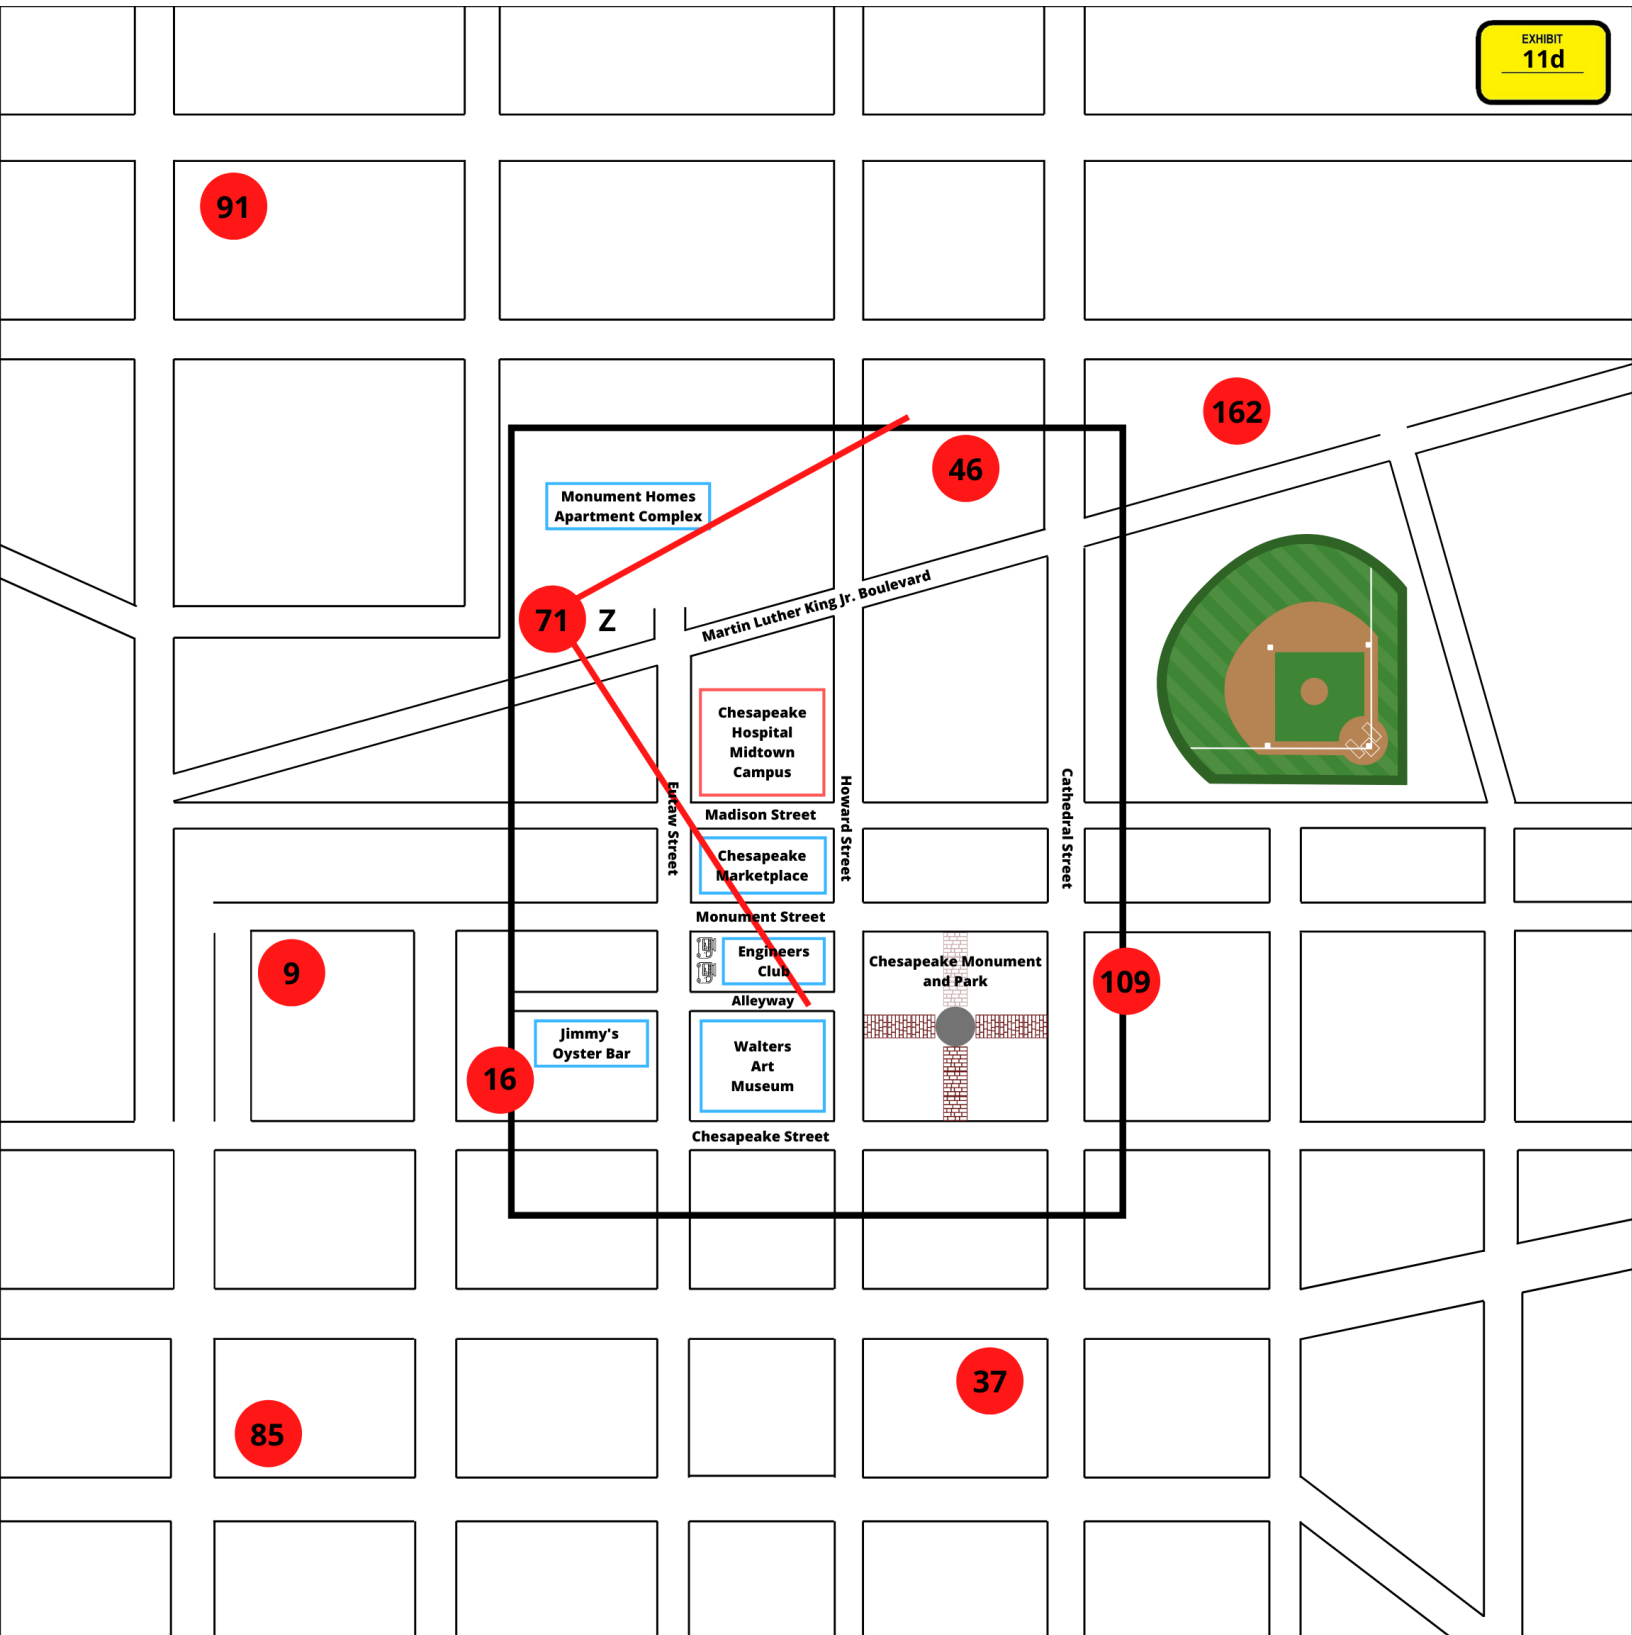 EXHIBIT
11d
91
162
46
Monument Homes
Apartment Complex
71 Z
Martin Luther King Jr. Boulevard
Chesapeake
Hospital
Midtown
Campus
Eutaw Street
Howard Street
Cathedral Street
Madison Street
Chesapeake
Marketplace
Monument Street
Engineers
Club
Chesapeake Monument
and Park
9
109
Alleyway
Jimmy's
Oyster Bar
16
Walters
Art
Museum
Chesapeake Street
37
85